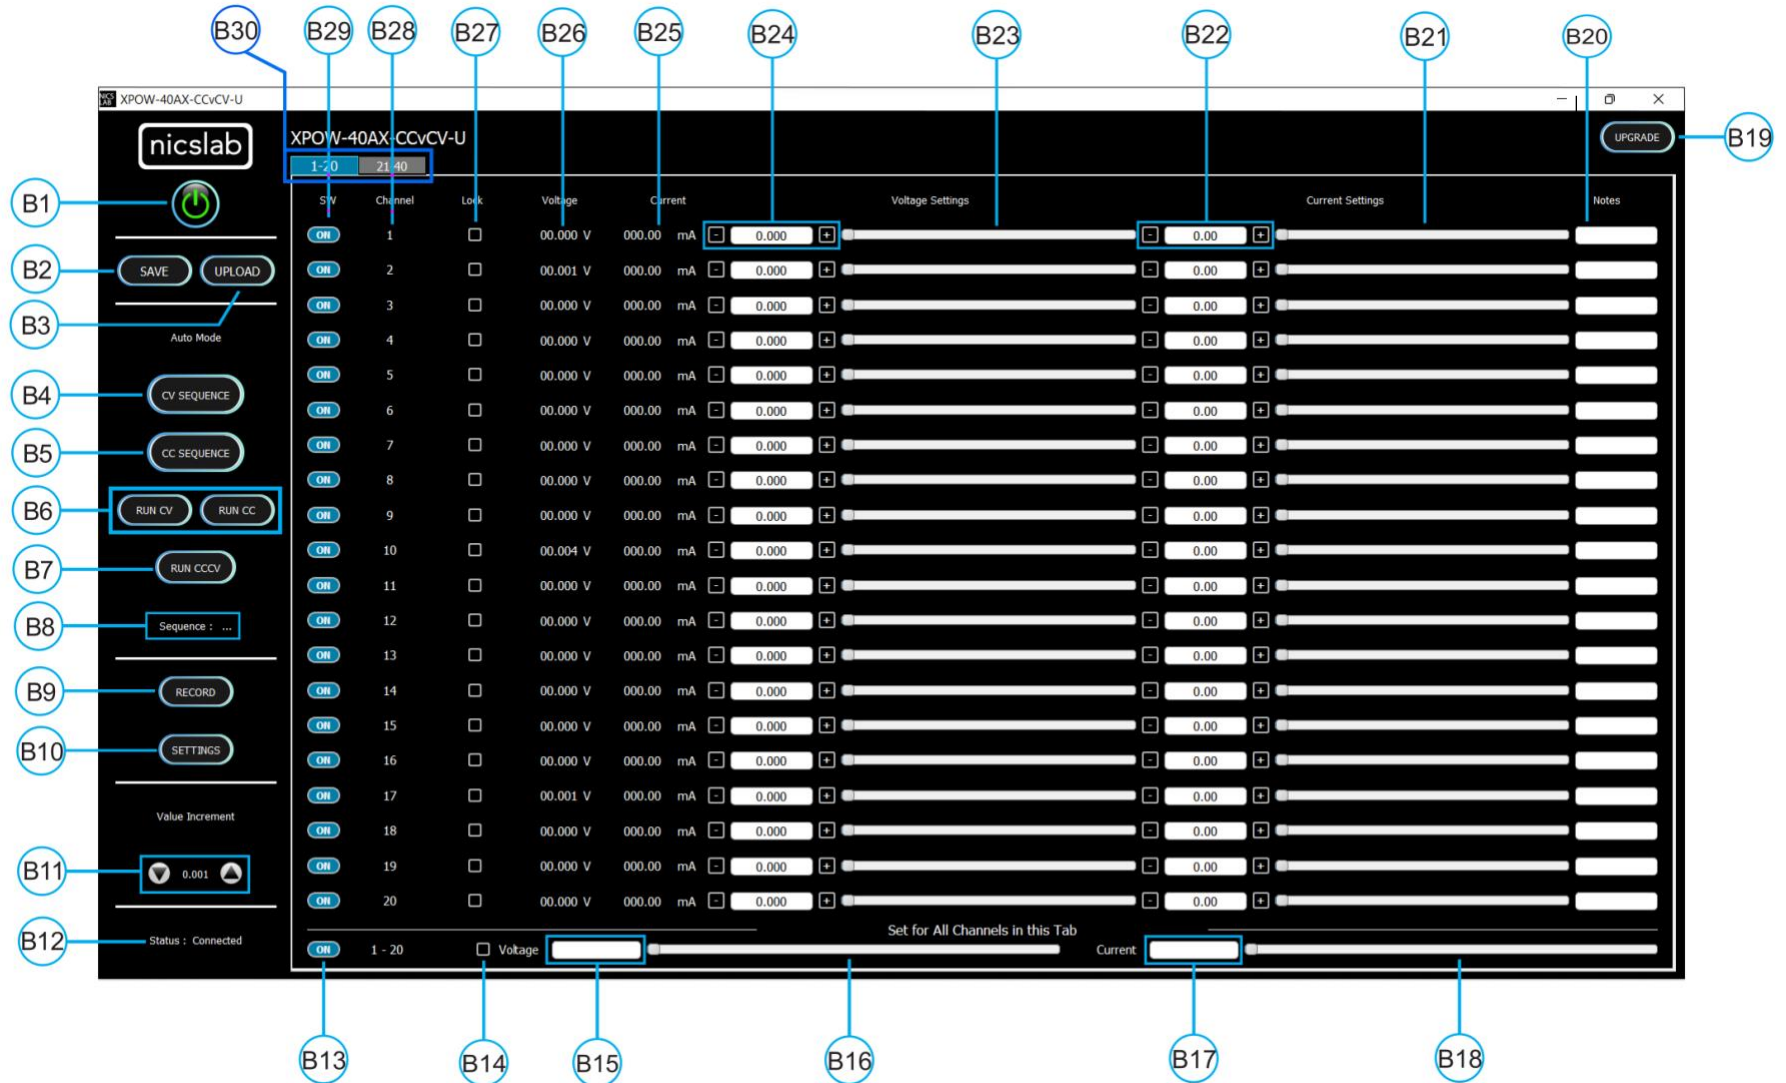 B30 B29 B28 B27 B26 B25 B24 B23 B22 B21 B20
NICS LAB XPOW-40AX-CCvCV-U
nicslab XPOW-40AX-CCvCV-U UPGRADE B19
1-20 21-40
B1 SW Channel Lock Voltage Current Voltage Settings Current Settings Notes
ON 1 00.000 V 000.00 mA - 0.000 + - 0.00 +
B2 SAVE UPLOAD ON 2 00.001 V 000.00 mA - 0.000 + - 0.00 +
B3 ON 3 00.000 V 000.00 mA - 0.000 + - 0.00 +
Auto Mode ON 4 00.000 V 000.00 mA - 0.000 + - 0.00 +
ON 5 00.000 V 000.00 mA - 0.000 + - 0.00 +
B4 CV SEQUENCE ON 6 00.000 V 000.00 mA - 0.000 + - 0.00 +
B5 CC SEQUENCE ON 7 00.000 V 000.00 mA - 0.000 + - 0.00 +
ON 8 00.000 V 000.00 mA - 0.000 + - 0.00 +
B6 RUN CV RUN CC ON 9 00.000 V 000.00 mA - 0.000 + - 0.00 +
ON 10 00.004 V 000.00 mA - 0.000 + - 0.00 +
B7 RUN CCCV ON 11 00.000 V 000.00 mA - 0.000 + - 0.00 +
B8 Sequence : ... ON 12 00.000 V 000.00 mA - 0.000 + - 0.00 +
ON 13 00.000 V 000.00 mA - 0.000 + - 0.00 +
B9 RECORD ON 14 00.000 V 000.00 mA - 0.000 + - 0.00 +
ON 15 00.000 V 000.00 mA - 0.000 + - 0.00 +
B10 SETTINGS ON 16 00.000 V 000.00 mA - 0.000 + - 0.00 +
ON 17 00.001 V 000.00 mA - 0.000 + - 0.00 +
Value Increment ON 18 00.000 V 000.00 mA - 0.000 + - 0.00 +
B11 0.001 ON 19 00.000 V 000.00 mA - 0.000 + - 0.00 +
ON 20 00.000 V 000.00 mA - 0.000 + - 0.00 +
Set for All Channels in this Tab
B12 Status : Connected ON 1 - 20 Voltage Current
B13 B14 B15 B16 B17 B18